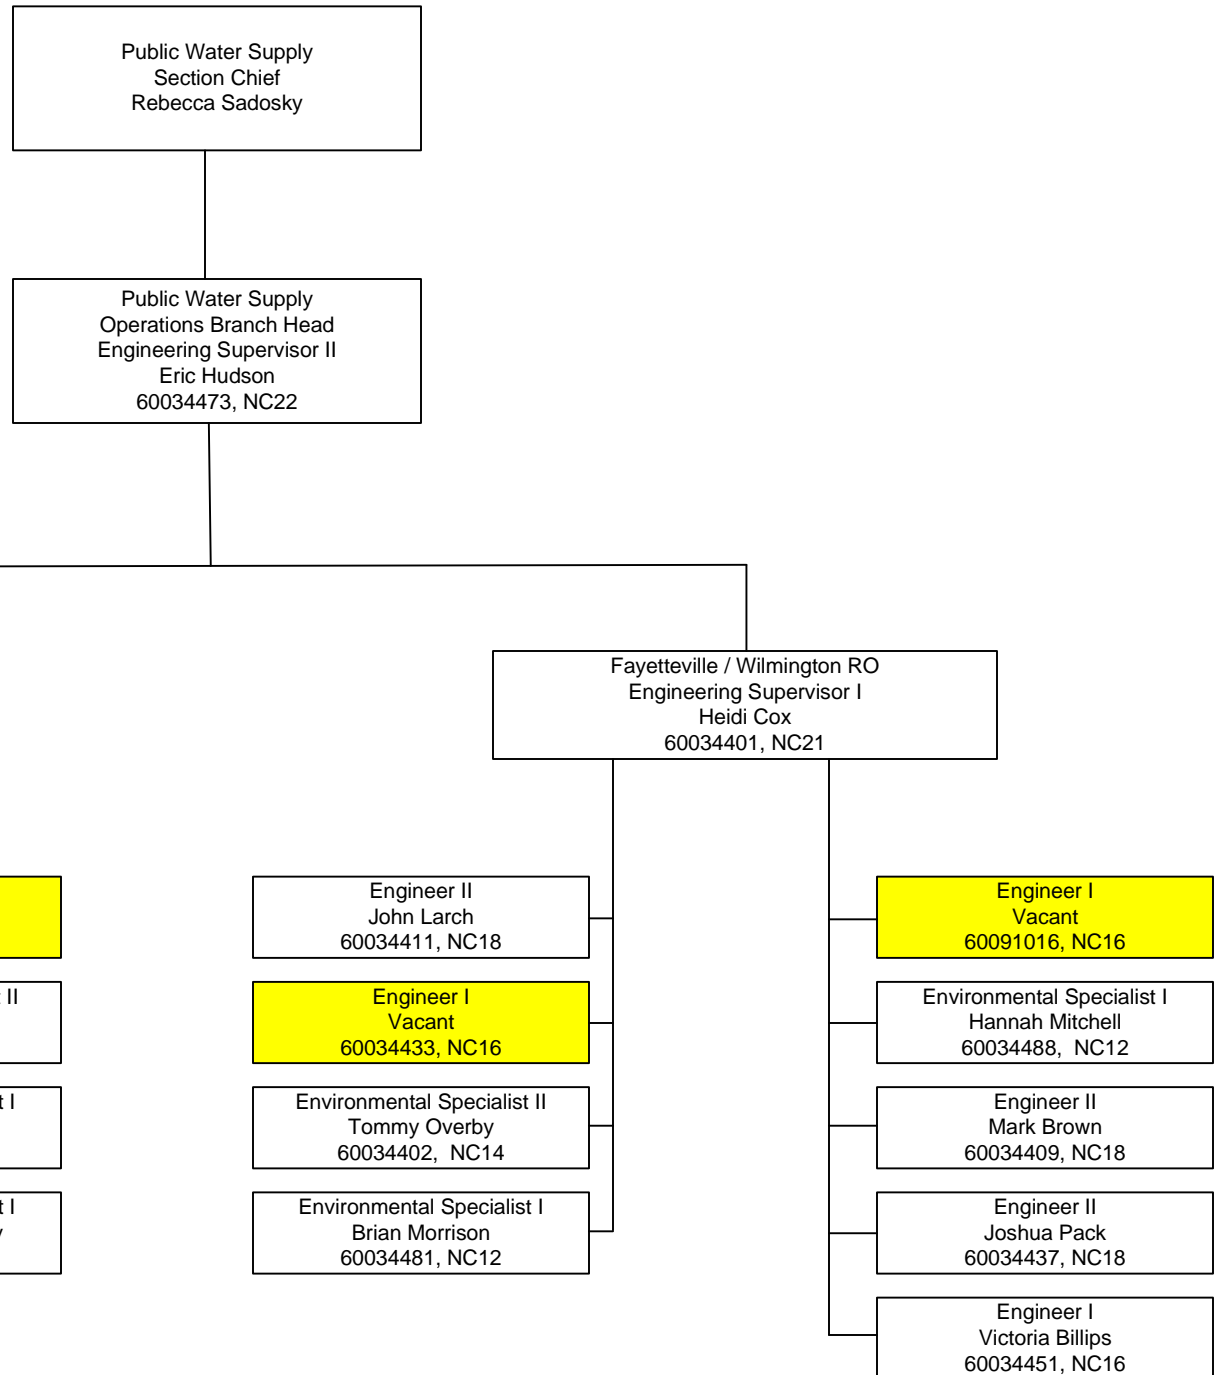 Public Water Supply
Section Chief
Rebecca Sadosky
Public Water Supply
Operations Branch Head
Engineering Supervisor II
Eric Hudson
60034473, NC22
Fayetteville / Wilmington RO
Engineering Supervisor I
Heidi Cox
60034401, NC21
II
I
I
Engineer II
John Larch
60034411, NC18
Engineer I
Vacant
60034433, NC16
Environmental Specialist II
Tommy Overby
60034402, NC14
Environmental Specialist I
Brian Morrison
60034481, NC12
Engineer I
Vacant
60091016, NC16
Environmental Specialist I
Hannah Mitchell
60034488, NC12
Engineer II
Mark Brown
60034409, NC18
Engineer II
Joshua Pack
60034437, NC18
Engineer I
Victoria Billips
60034451, NC16